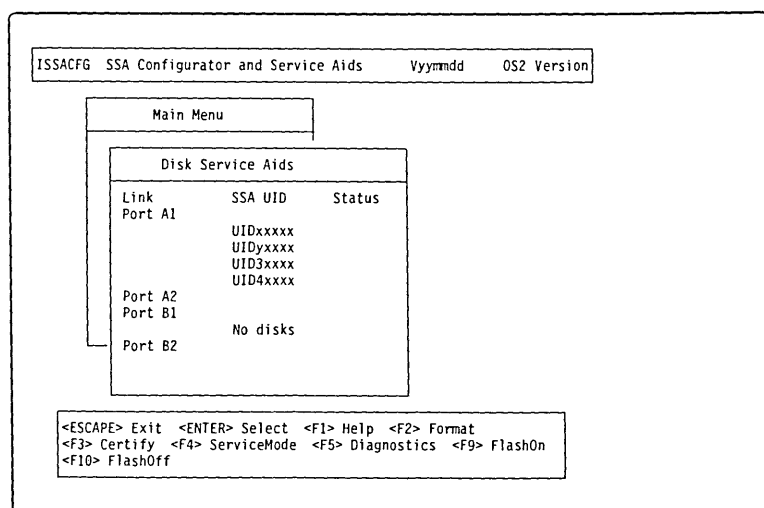 ISSACFG SSA Configurator and Service Aids Vyymmdd OS2 Version
Main Menu
Disk Service Aids
Link SSA UID Status
Port A1
UIDxxxxx
UIDyxxxx
UID3xxxx
UID4xxxx
Port A2
Port B1
No disks
Port B2
<ESCAPE> Exit <ENTER> Select <F1> Help <F2> Format
<F3> Certify <F4> ServiceMode <F5> Diagnostics <F9> FlashOn
<F10> FlashOff